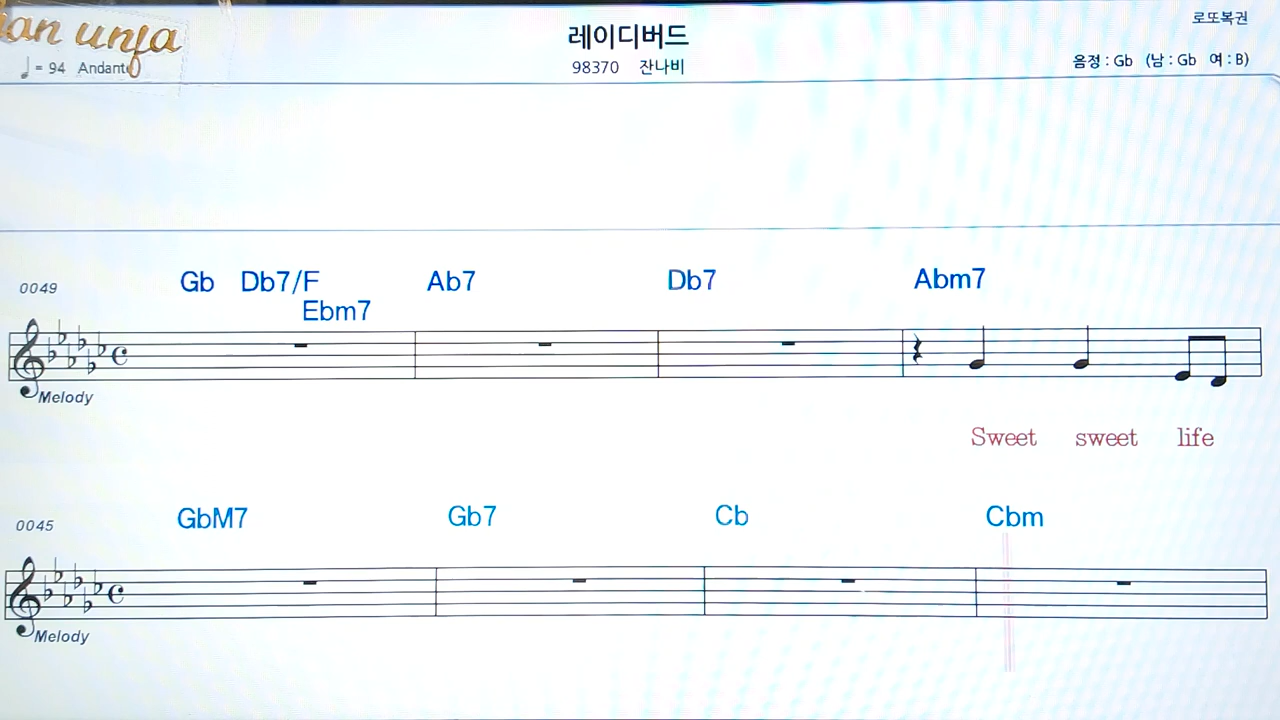 레이디버드
로또복권
♩ = 94 Andante
98370 잔나비
음정 : Gb (남 : Gb 여 : B)
0049
Gb Db7/F Ebm7 Ab7 Db7 Abm7
Melody
Sweet sweet life
0045
GbM7 Gb7 Cb Cbm
Melody